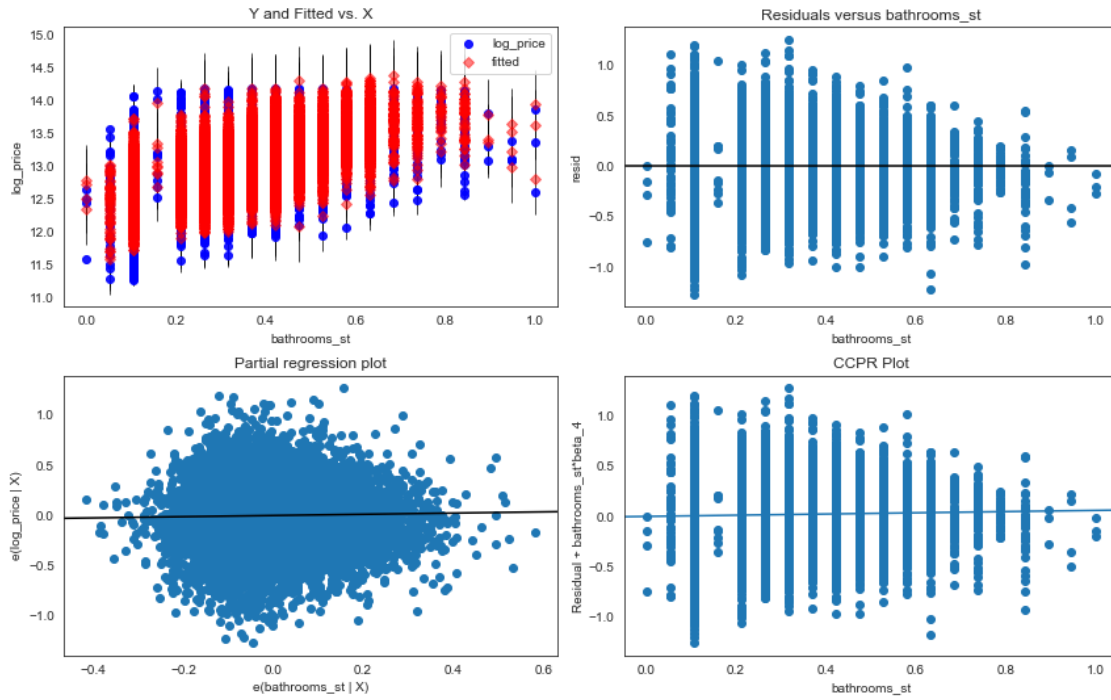 Y and Fitted vs. X
15.0
14.5
14.0
13.5
13.0
12.5
12.0
11.5
11.0
log_price
log_price
fitted
0.0 0.2 0.4 0.6 0.8 1.0
bathrooms_st
Residuals versus bathrooms_st
1.0
0.5
0.0
-0.5
-1.0
resid
0.0 0.2 0.4 0.6 0.8 1.0
bathrooms_st
Partial regression plot
1.0
0.5
0.0
-0.5
-1.0
e(log_price | X)
-0.4 -0.2 0.0 0.2 0.4 0.6
e(bathrooms_st | X)
CCPR Plot
1.0
0.5
0.0
-0.5
-1.0
Residual + bathrooms_st*beta_4
0.0 0.2 0.4 0.6 0.8 1.0
bathrooms_st